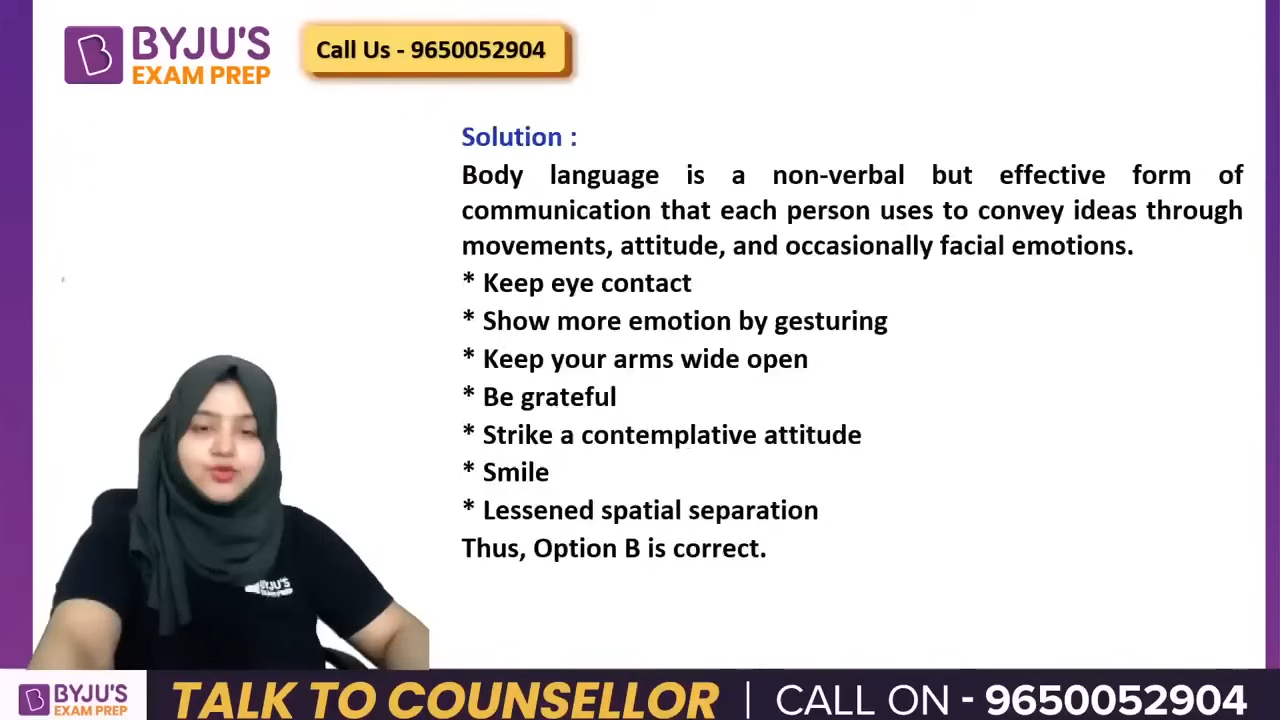 BYJU'S
EXAM PREP
Call Us - 9650052904
Solution :
Body language is a non-verbal but effective form of
communication that each person uses to convey ideas through
movements, attitude, and occasionally facial emotions.
* Keep eye contact
* Show more emotion by gesturing
* Keep your arms wide open
* Be grateful
* Strike a contemplative attitude
* Smile
* Lessened spatial separation
Thus, Option B is correct.
BYJU'S
EXAM PREP
BYJU'S
EXAM PREP
TALK TO COUNSELLOR | CALL ON - 9650052904